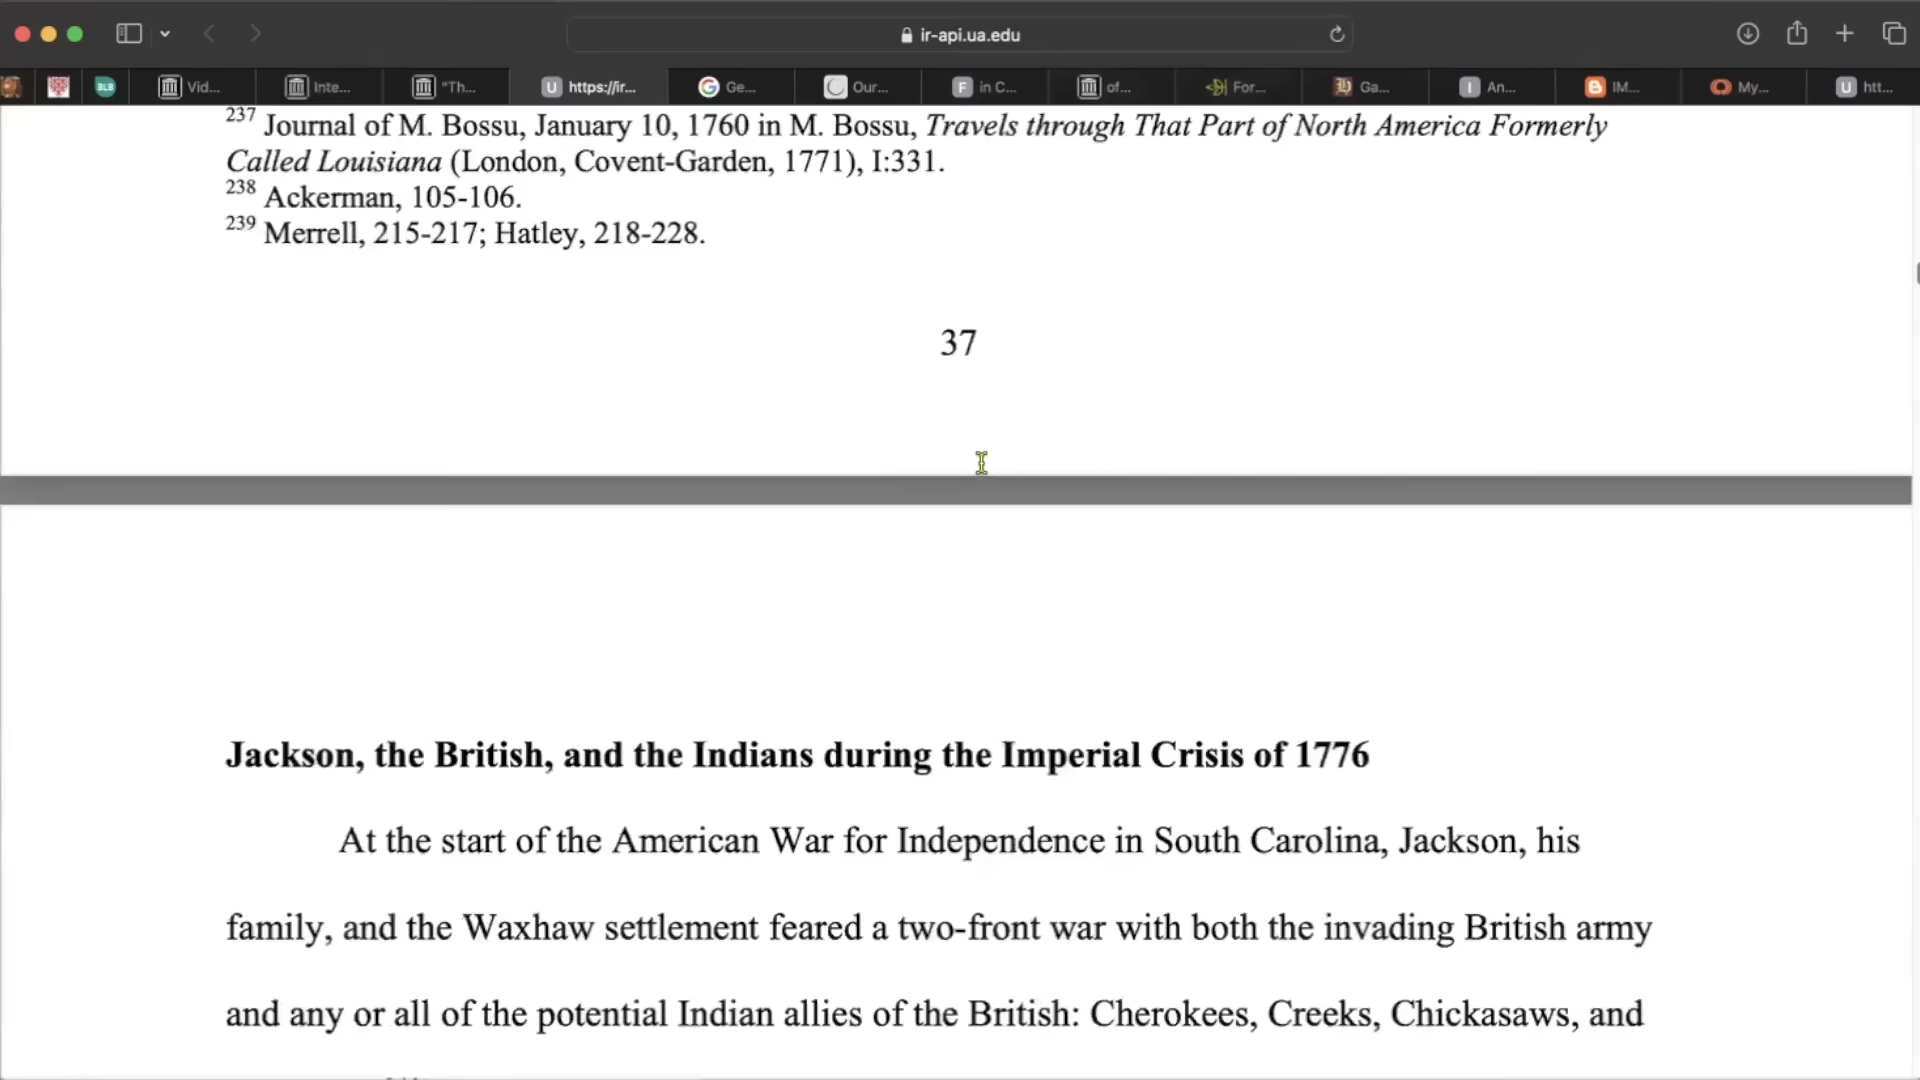 ir-api.ua.edu
BLB
Vid...
Inte...
"Th...
U https://ir...
G Ge...
Our...
F in C...
of...
For...
Ga...
I An...
IM...
My...
U htt...
237 Journal of M. Bossu, January 10, 1760 in M. Bossu, Travels through That Part of North America Formerly
Called Louisiana (London, Covent-Garden, 1771), I:331.
238 Ackerman, 105-106.
239 Merrell, 215-217; Hatley, 218-228.
37
Jackson, the British, and the Indians during the Imperial Crisis of 1776
At the start of the American War for Independence in South Carolina, Jackson, his
family, and the Waxhaw settlement feared a two-front war with both the invading British army
and any or all of the potential Indian allies of the British: Cherokees, Creeks, Chickasaws, and